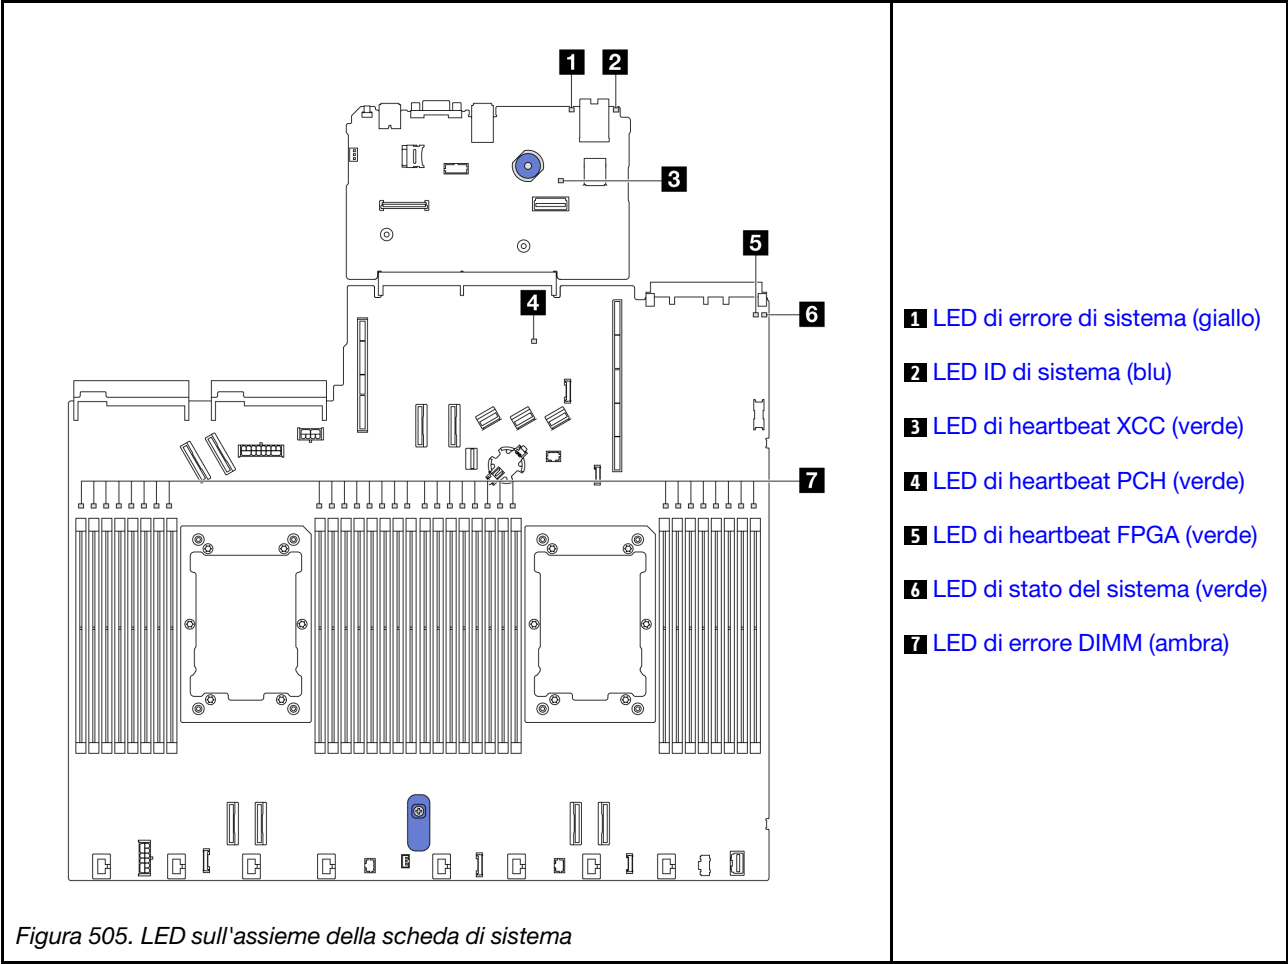 1 2
3
5
4
6
7
Figura 505. LED sull'assieme della scheda di sistema
1 LED di errore di sistema (giallo)
2 LED ID di sistema (blu)
3 LED di heartbeat XCC (verde)
4 LED di heartbeat PCH (verde)
5 LED di heartbeat FPGA (verde)
6 LED di stato del sistema (verde)
7 LED di errore DIMM (ambra)